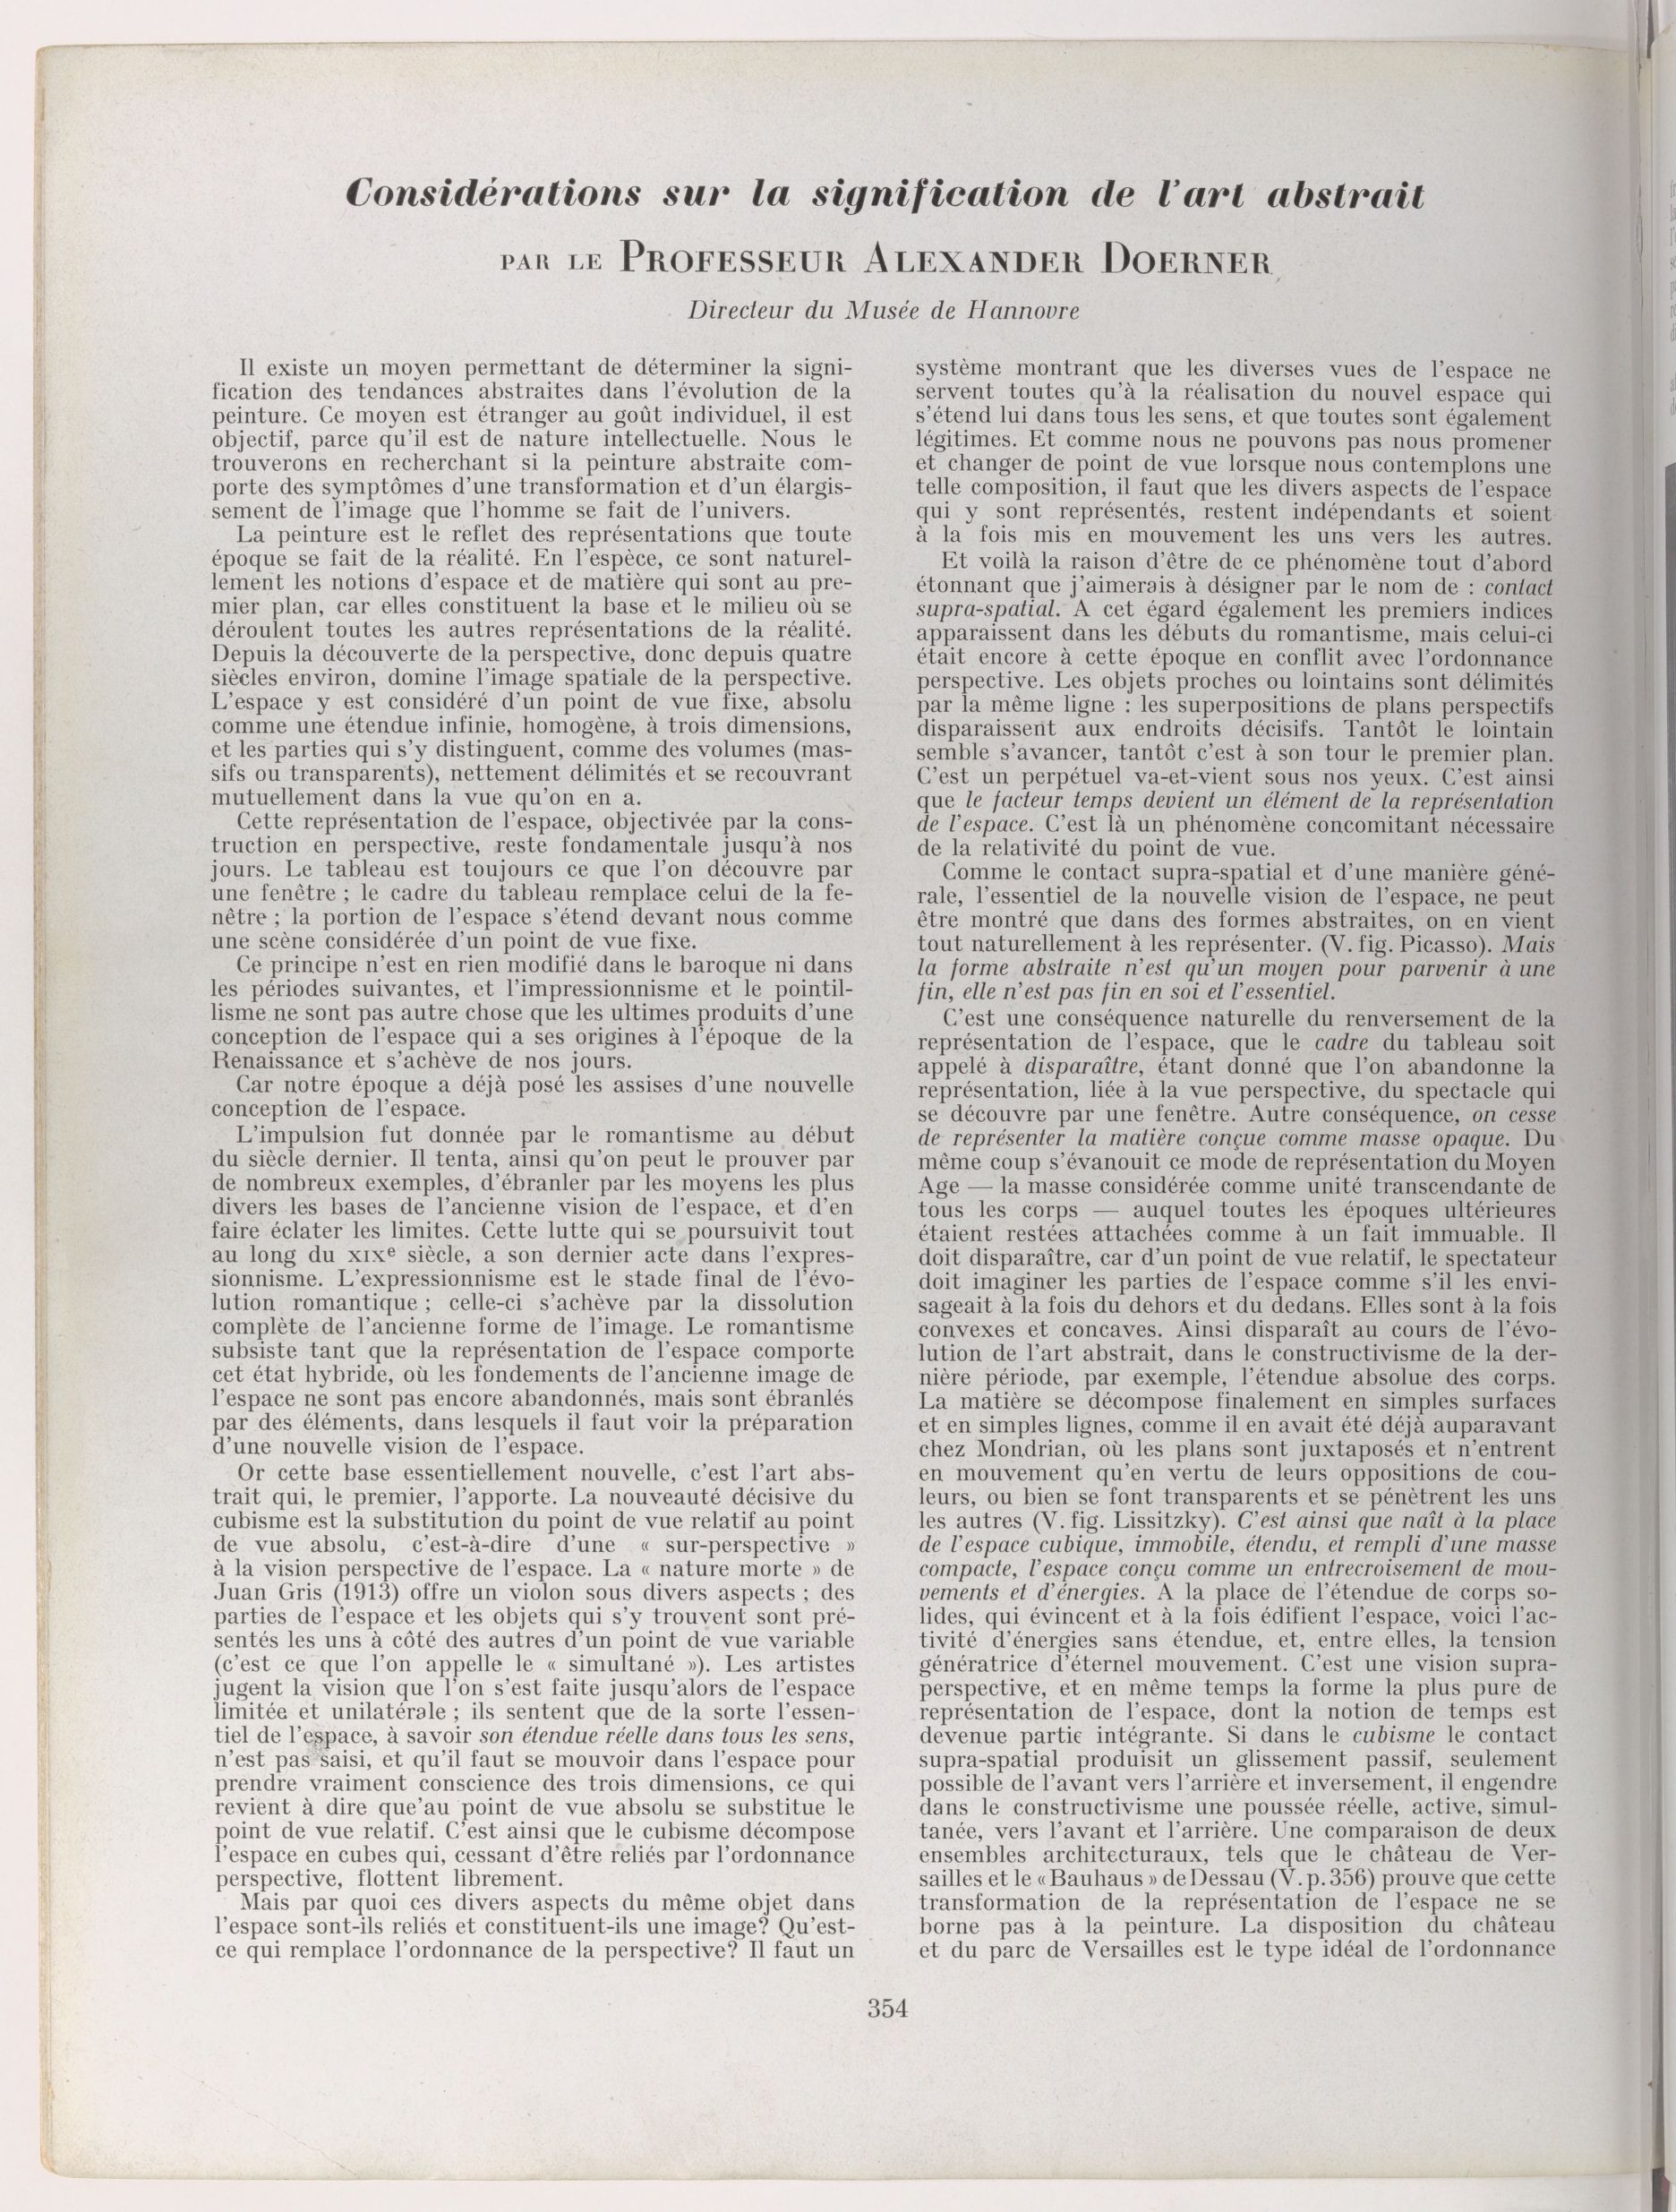 Considérations sur la signification de l'art abstrait
PAR LE PROFESSEUR ALEXANDER DOERNER
Directeur du Musée de Hannovre
Il existe un moyen permettant de déterminer la signi-
fication des tendances abstraites dans l'évolution de la
peinture. Ce moyen est étranger au goût individuel, il est
objectif, parce qu'il est de nature intellectuelle. Nous le
trouverons en recherchant si la peinture abstraite com-
porte des symptômes d'une transformation et d'un élargis-
sement de l'image que l'homme se fait de l'univers.
La peinture est le reflet des représentations que toute
époque se fait de la réalité. En l'espèce, ce sont naturel-
lement les notions d'espace et de matière qui sont au pre-
mier plan, car elles constituent la base et le milieu où se
déroulent toutes les autres représentations de la réalité.
Depuis la découverte de la perspective, donc depuis quatre
siècles environ, domine l'image spatiale de la perspective.
L'espace y est considéré d'un point de vue fixe, absolu
comme une étendue infinie, homogène, à trois dimensions,
et les parties qui s'y distinguent, comme des volumes (mas-
sifs ou transparents), nettement délimités et se recouvrant
mutuellement dans la vue qu'on en a.
Cette représentation de l'espace, objectivée par la cons-
truction en perspective, reste fondamentale jusqu'à nos
jours. Le tableau est toujours ce que l'on découvre par
une fenêtre ; le cadre du tableau remplace celui de la fe-
nêtre ; la portion de l'espace s'étend devant nous comme
une scène considérée d'un point de vue fixe.
Ce principe n'est en rien modifié dans le baroque ni dans
les périodes suivantes, et l'impressionnisme et le pointil-
lisme ne sont pas autre chose que les ultimes produits d'une
conception de l'espace qui a ses origines à l'époque de la
Renaissance et s'achève de nos jours.
Car notre époque a déjà posé les assises d'une nouvelle
conception de l'espace.
L'impulsion fut donnée par le romantisme au début
du siècle dernier. Il tenta, ainsi qu'on peut le prouver par
de nombreux exemples, d'ébranler par les moyens les plus
divers les bases de l'ancienne vision de l'espace, et d'en
faire éclater les limites. Cette lutte qui se poursuivit tout
au long du XIXe siècle, a son dernier acte dans l'expres-
sionnisme. L'expressionnisme est le stade final de l'évo-
lution romantique ; celle-ci s'achève par la dissolution
complète de l'ancienne forme de l'image. Le romantisme
subsiste tant que la représentation de l'espace comporte
cet état hybride, où les fondements de l'ancienne image de
l'espace ne sont pas encore abandonnés, mais sont ébranlés
par des éléments, dans lesquels il faut voir la préparation
d'une nouvelle vision de l'espace.
Or cette base essentiellement nouvelle, c'est l'art abs-
trait qui, le premier, l'apporte. La nouveauté décisive du
cubisme est la substitution du point de vue relatif au point
de vue absolu, c'est-à-dire d'une « sur-perspective »
à la vision perspective de l'espace. La « nature morte » de
Juan Gris (1913) offre un violon sous divers aspects ; des
parties de l'espace et les objets qui s'y trouvent sont pré-
sentés les uns à côté des autres d'un point de vue variable
(c'est ce que l'on appelle le « simultané »). Les artistes
jugent la vision que l'on s'est faite jusqu'alors de l'espace
limitée et unilatérale ; ils sentent que de la sorte l'essen-
tiel de l'espace, à savoir son étendue réelle dans tous les sens,
n'est pas saisi, et qu'il faut se mouvoir dans l'espace pour
prendre vraiment conscience des trois dimensions, ce qui
revient à dire que'au point de vue absolu se substitue le
point de vue relatif. C'est ainsi que le cubisme décompose
l'espace en cubes qui, cessant d'être reliés par l'ordonnance
perspective, flottent librement.
Mais par quoi ces divers aspects du même objet dans
l'espace sont-ils reliés et constituent-ils une image? Qu'est-
ce qui remplace l'ordonnance de la perspective? Il faut un
système montrant que les diverses vues de l'espace ne
servent toutes qu'à la réalisation du nouvel espace qui
s'étend lui dans tous les sens, et que toutes sont également
légitimes. Et comme nous ne pouvons pas nous promener
et changer de point de vue lorsque nous contemplons une
telle composition, il faut que les divers aspects de l'espace
qui y sont représentés, restent indépendants et soient
à la fois mis en mouvement les uns vers les autres.
Et voilà la raison d'être de ce phénomène tout d'abord
étonnant que j'aimerais à désigner par le nom de : contact
supra-spatial. A cet égard également les premiers indices
apparaissent dans les débuts du romantisme, mais celui-ci
était encore à cette époque en conflit avec l'ordonnance
perspective. Les objets proches ou lointains sont délimités
par la même ligne : les superpositions de plans perspectifs
disparaissent aux endroits décisifs. Tantôt le lointain
semble s'avancer, tantôt c'est à son tour le premier plan.
C'est un perpétuel va-et-vient sous nos yeux. C'est ainsi
que le facteur temps devient un élément de la représentation
de l'espace. C'est là un phénomène concomitant nécessaire
de la relativité du point de vue.
Comme le contact supra-spatial et d'une manière géné-
rale, l'essentiel de la nouvelle vision de l'espace, ne peut
être montré que dans des formes abstraites, on en vient
tout naturellement à les représenter. (V. fig. Picasso). Mais
la forme abstraite n'est qu'un moyen pour parvenir à une
fin, elle n'est pas fin en soi et l'essentiel.
C'est une conséquence naturelle du renversement de la
représentation de l'espace, que le cadre du tableau soit
appelé à disparaître, étant donné que l'on abandonne la
représentation, liée à la vue perspective, du spectacle qui
se découvre par une fenêtre. Autre conséquence, on cesse
de représenter la matière conçue comme masse opaque. Du
même coup s'évanouit ce mode de représentation du Moyen
Age — la masse considérée comme unité transcendante de
tous les corps — auquel toutes les époques ultérieures
étaient restées attachées comme à un fait immuable. Il
doit disparaître, car d'un point de vue relatif, le spectateur
doit imaginer les parties de l'espace comme s'il les envi-
sageait à la fois du dehors et du dedans. Elles sont à la fois
convexes et concaves. Ainsi disparaît au cours de l'évo-
lution de l'art abstrait, dans le constructivisme de la der-
nière période, par exemple, l'étendue absolue des corps.
La matière se décompose finalement en simples surfaces
et en simples lignes, comme il en avait été déjà auparavant
chez Mondrian, où les plans sont juxtaposés et n'entrent
en mouvement qu'en vertu de leurs oppositions de cou-
leurs, ou bien se font transparents et se pénètrent les uns
les autres (V. fig. Lissitzky). C'est ainsi que naît à la place
de l'espace cubique, immobile, étendu, et rempli d'une masse
compacte, l'espace conçu comme un entrecroisement de mou-
vements et d'énergies. A la place de l'étendue de corps so-
lides, qui évincent et à la fois édifient l'espace, voici l'ac-
tivité d'énergies sans étendue, et, entre elles, la tension
génératrice d'éternel mouvement. C'est une vision supra-
perspective, et en même temps la forme la plus pure de
représentation de l'espace, dont la notion de temps est
devenue partie intégrante. Si dans le cubisme le contact
supra-spatial produisit un glissement passif, seulement
possible de l'avant vers l'arrière et inversement, il engendre
dans le constructivisme une poussée réelle, active, simul-
tanée, vers l'avant et l'arrière. Une comparaison de deux
ensembles architecturaux, tels que le château de Ver-
sailles et le « Bauhaus » de Dessau (V. p. 356) prouve que cette
transformation de la représentation de l'espace ne se
borne pas à la peinture. La disposition du château
et du parc de Versailles est le type idéal de l'ordonnance
354